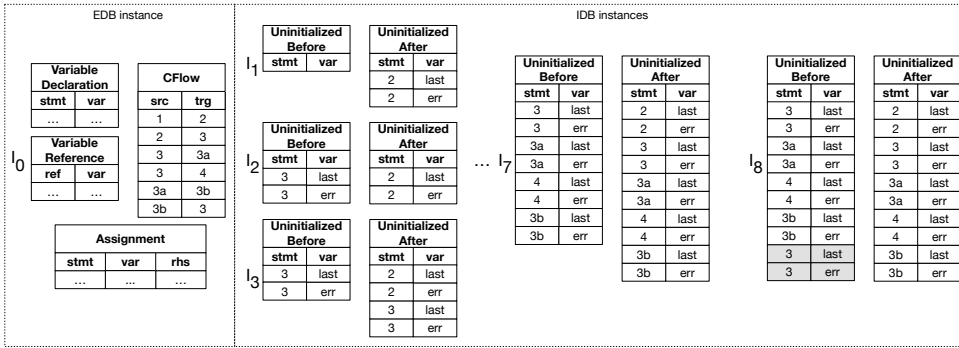 EDB instance
I0
Variable Declaration
stmt var
… …
Variable Reference
ref var
… …
CFlow
src trg
1 2
2 3
3 3a
3 4
3a 3b
3b 3
Assignment
stmt var rhs
… ... …
IDB instances
I1
Uninitialized Before
stmt var
Uninitialized After
stmt var
2 last
2 err
I2
Uninitialized Before
stmt var
3 last
3 err
Uninitialized After
stmt var
2 last
2 err
I3
Uninitialized Before
stmt var
3 last
3 err
Uninitialized After
stmt var
2 last
2 err
3 last
3 err
... I7
Uninitialized Before
stmt var
3 last
3 err
3a last
3a err
4 last
4 err
3b last
3b err
Uninitialized After
stmt var
2 last
2 err
3 last
3 err
3a last
3a err
4 last
4 err
3b last
3b err
I8
Uninitialized Before
stmt var
3 last
3 err
3a last
3a err
4 last
4 err
3b last
3b err
3 last
3 err
Uninitialized After
stmt var
2 last
2 err
3 last
3 err
3a last
3a err
4 last
4 err
3b last
3b err